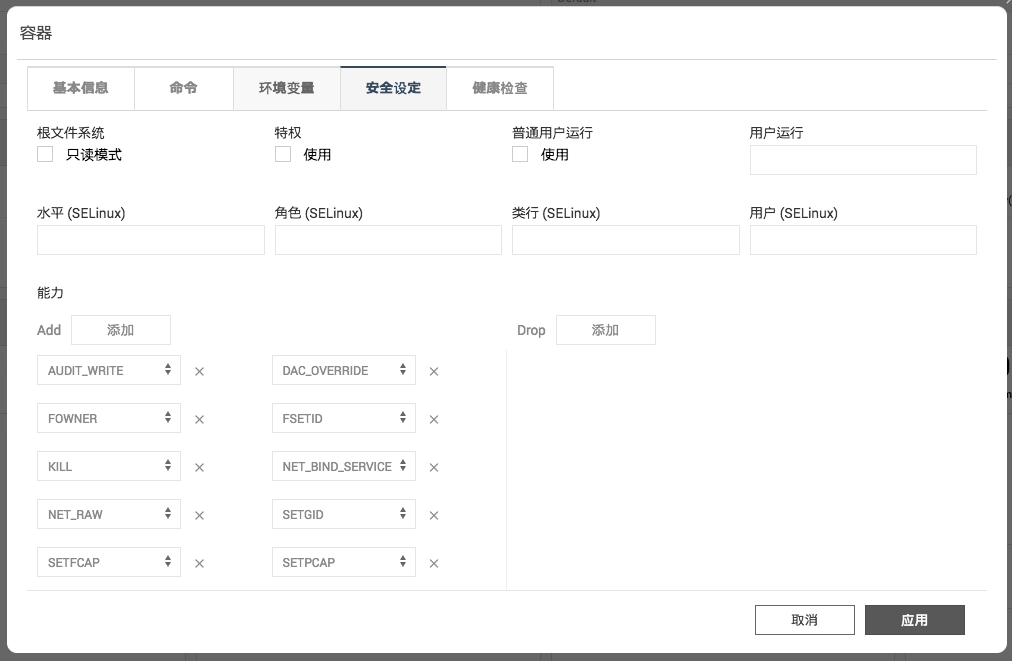 容器
基本信息 命令 环境变量 安全设定 健康检查
根文件系统 特权 普通用户运行 用户运行
只读模式 使用 使用
水平 (SELinux) 角色 (SELinux) 类行 (SELinux) 用户 (SELinux)
能力
Add 添加 Drop 添加
AUDIT_WRITE × DAC_OVERRIDE ×
FOWNER × FSETID ×
KILL × NET_BIND_SERVICE ×
NET_RAW × SETGID ×
SETFCAP × SETPCAP ×
取消 应用